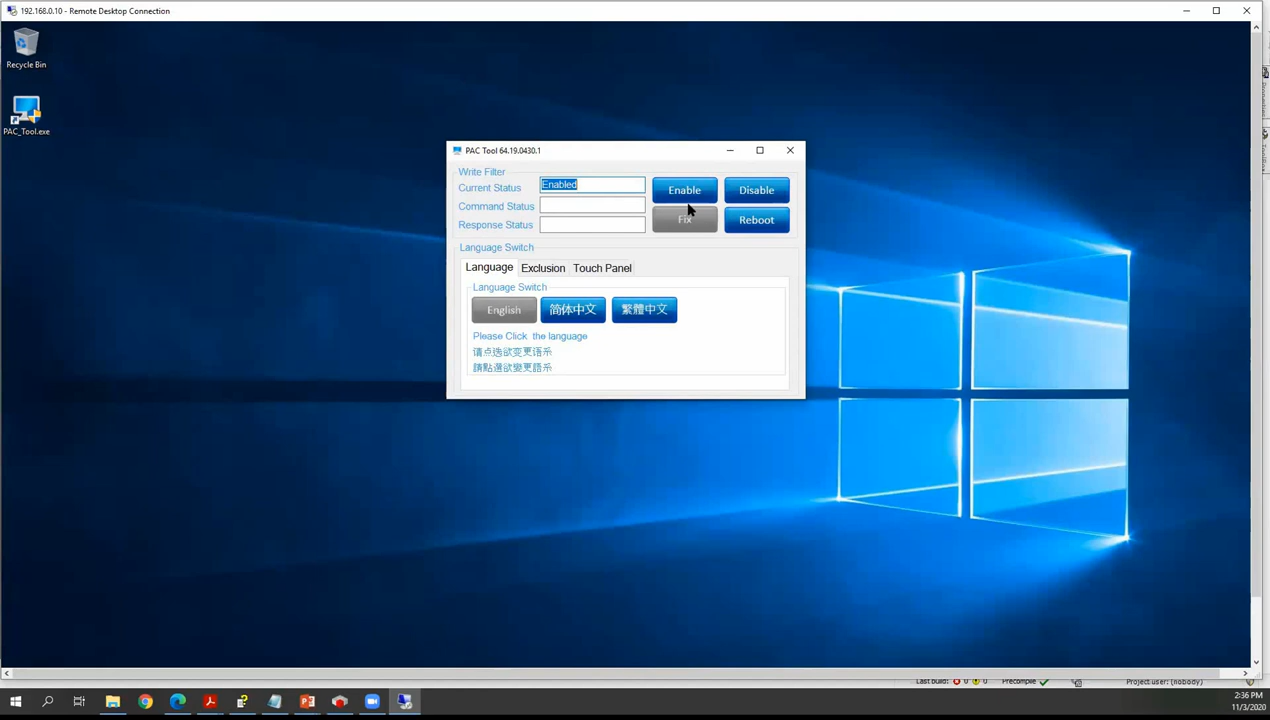 192.168.0.10 - Remote Desktop Connection
Recycle Bin
PAC_Tool.exe
PAC Tool 64.19.0430.1
Write Filter
Current Status
Enabled
Enable
Disable
Command Status
Fix
Reboot
Response Status
Language Switch
Language
Exclusion
Touch Panel
Language Switch
English
简体中文
繁體中文
Please Click the language
请点选欲变更语系
請點選欲變更語系
Last build:
0
0
Precompile
Project user: (nobody)
2:36 PM
11/3/2020